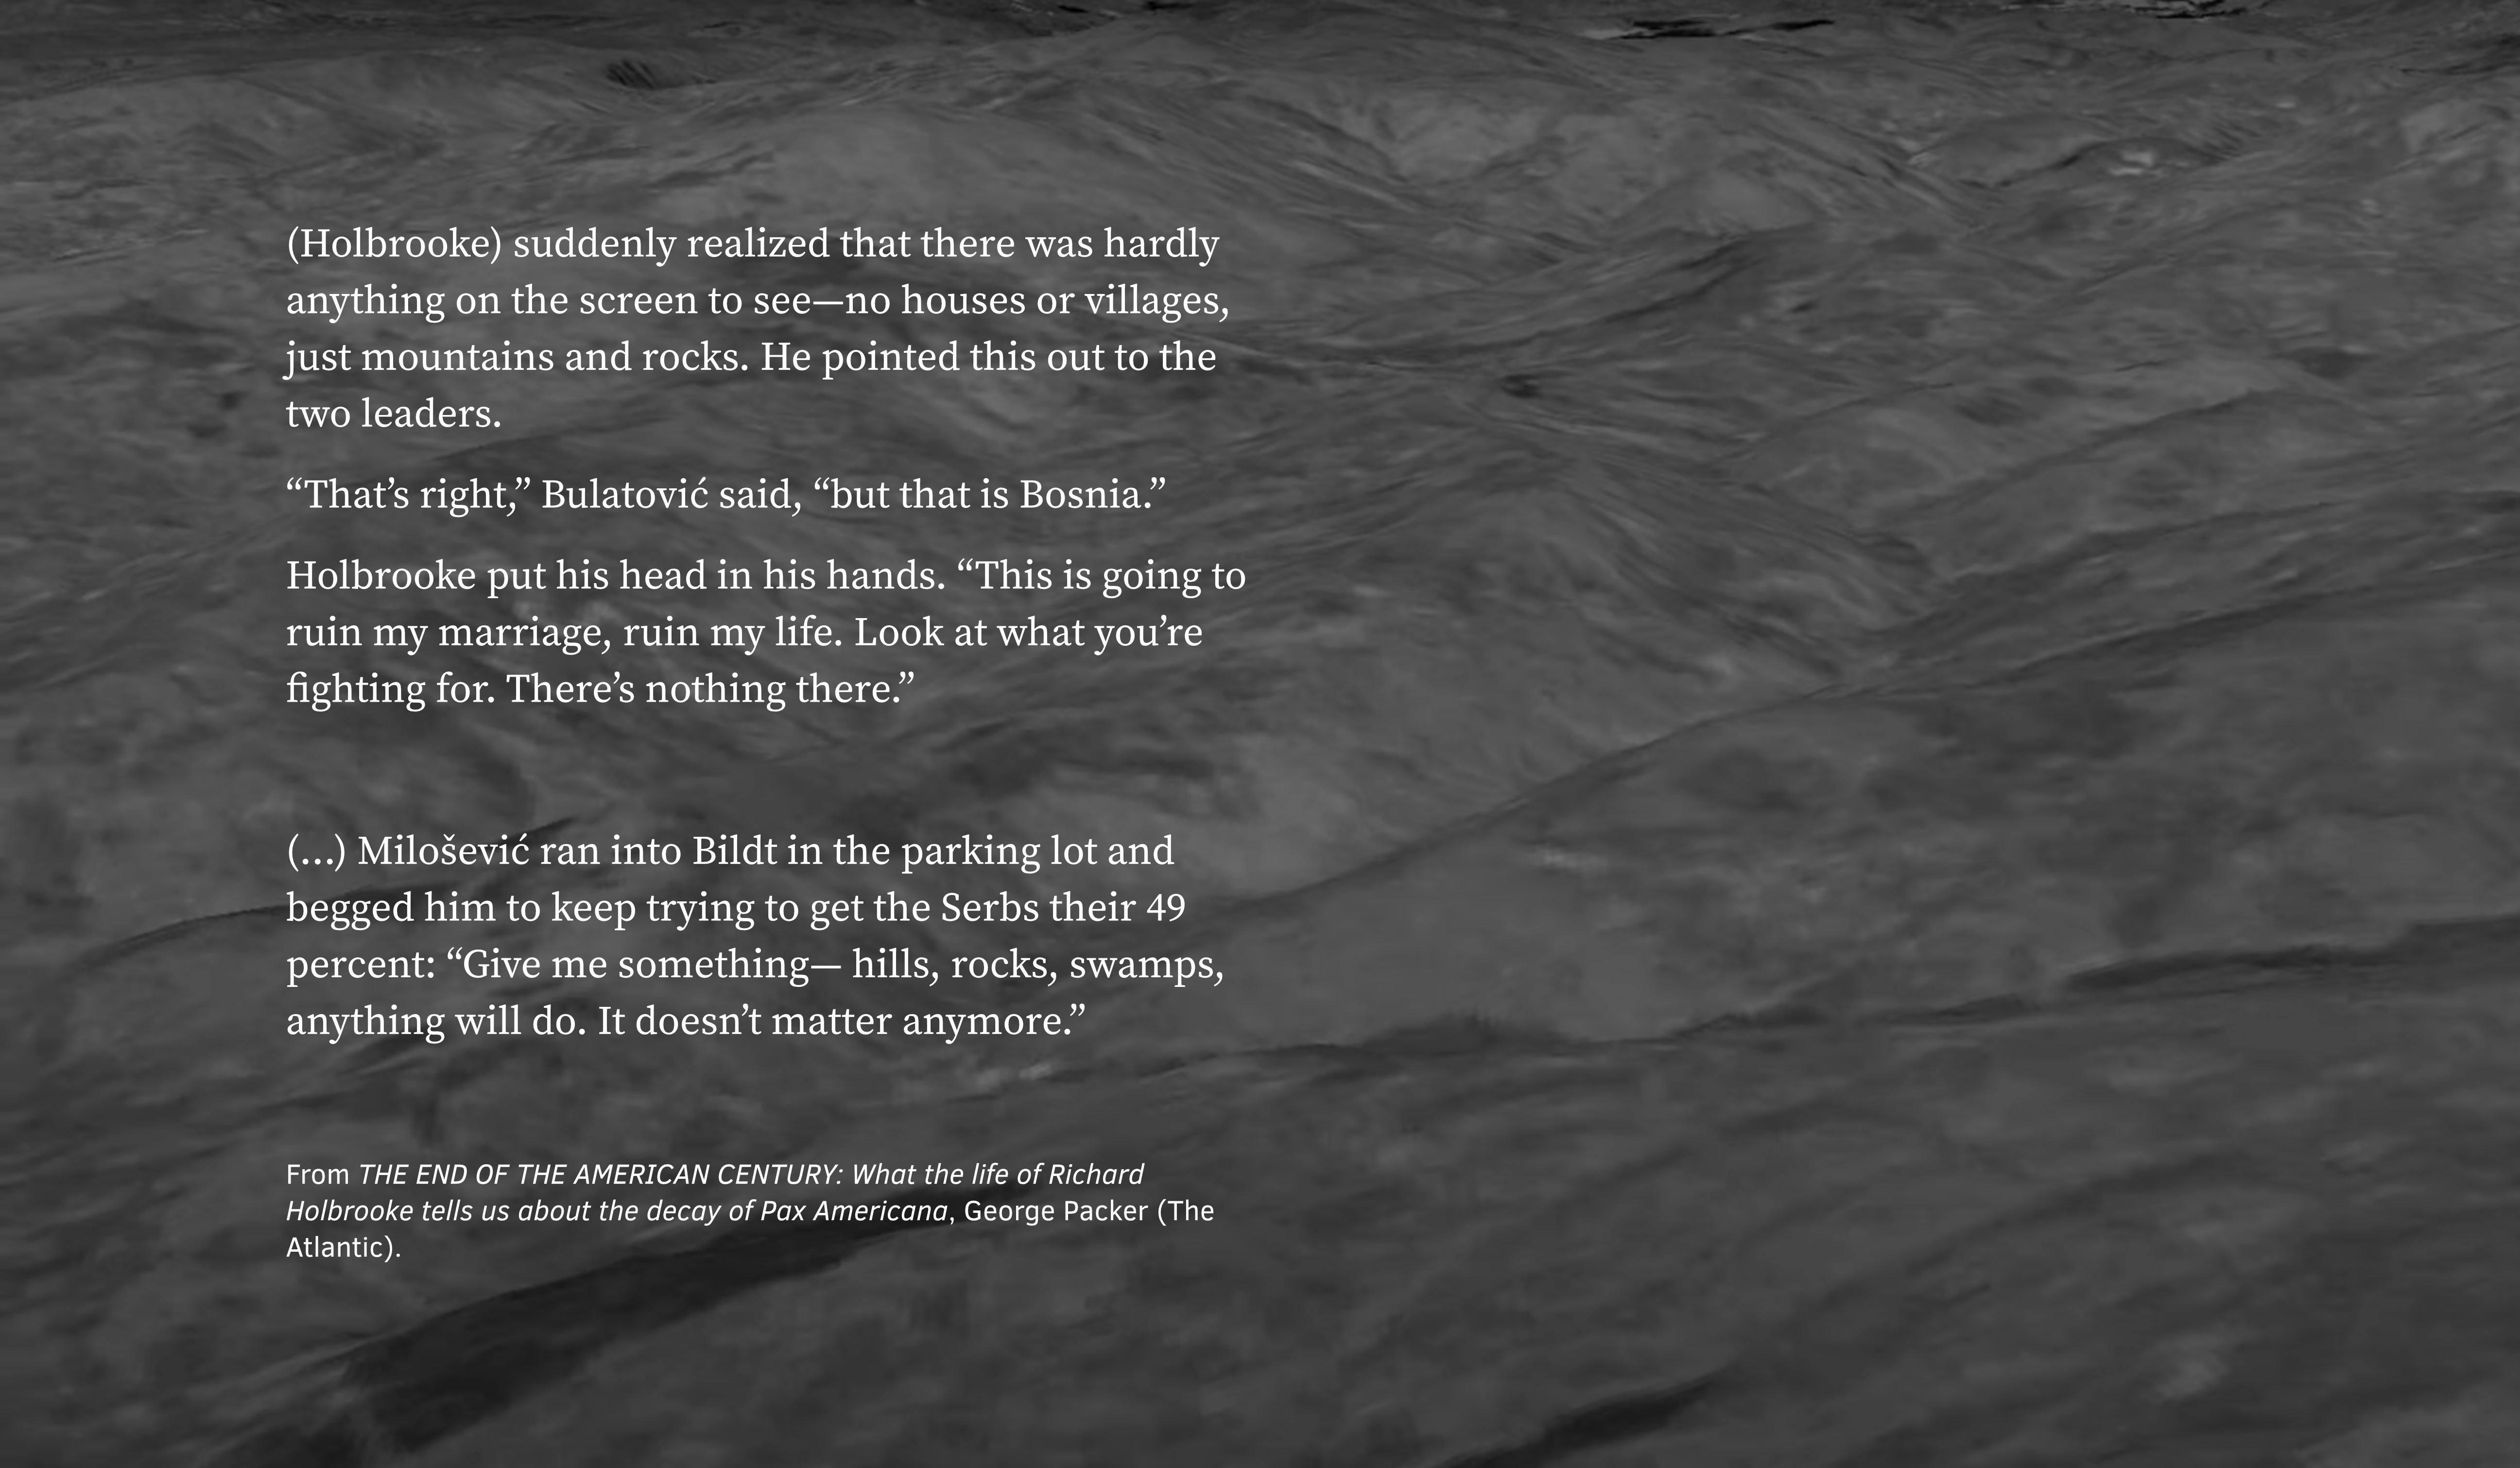 (Holbrooke) suddenly realized that there was hardly
anything on the screen to see—no houses or villages,
just mountains and rocks. He pointed this out to the
two leaders.
“That’s right,” Bulatović said, “but that is Bosnia.”
Holbrooke put his head in his hands. “This is going to
ruin my marriage, ruin my life. Look at what you’re
fighting for. There’s nothing there.”
(…) Milošević ran into Bildt in the parking lot and
begged him to keep trying to get the Serbs their 49
percent: “Give me something— hills, rocks, swamps,
anything will do. It doesn’t matter anymore.”
From THE END OF THE AMERICAN CENTURY: What the life of Richard
Holbrooke tells us about the decay of Pax Americana, George Packer (The
Atlantic).